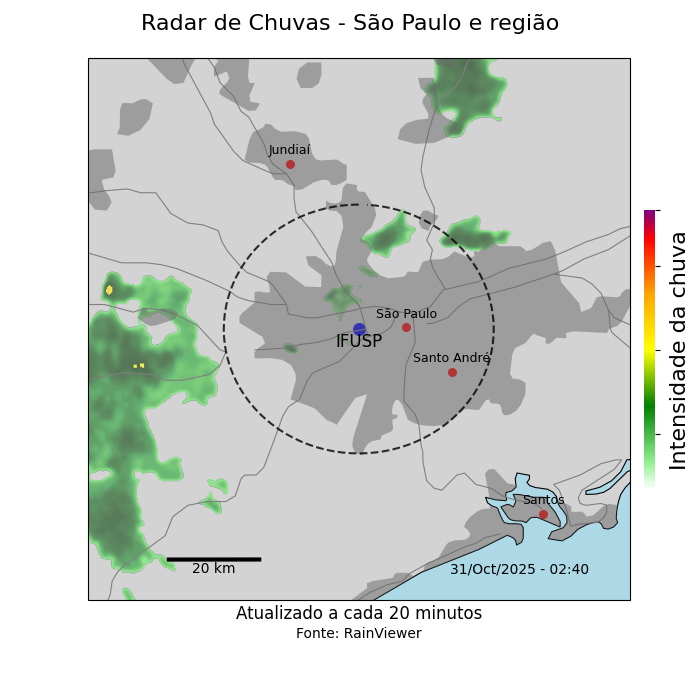 Radar de Chuvas - São Paulo e região
Jundiaí
São Paulo
IFUSP
Santo André
Santos
20 km
31/Oct/2025 - 02:40
Intensidade da chuva
Atualizado a cada 20 minutos
Fonte: RainViewer